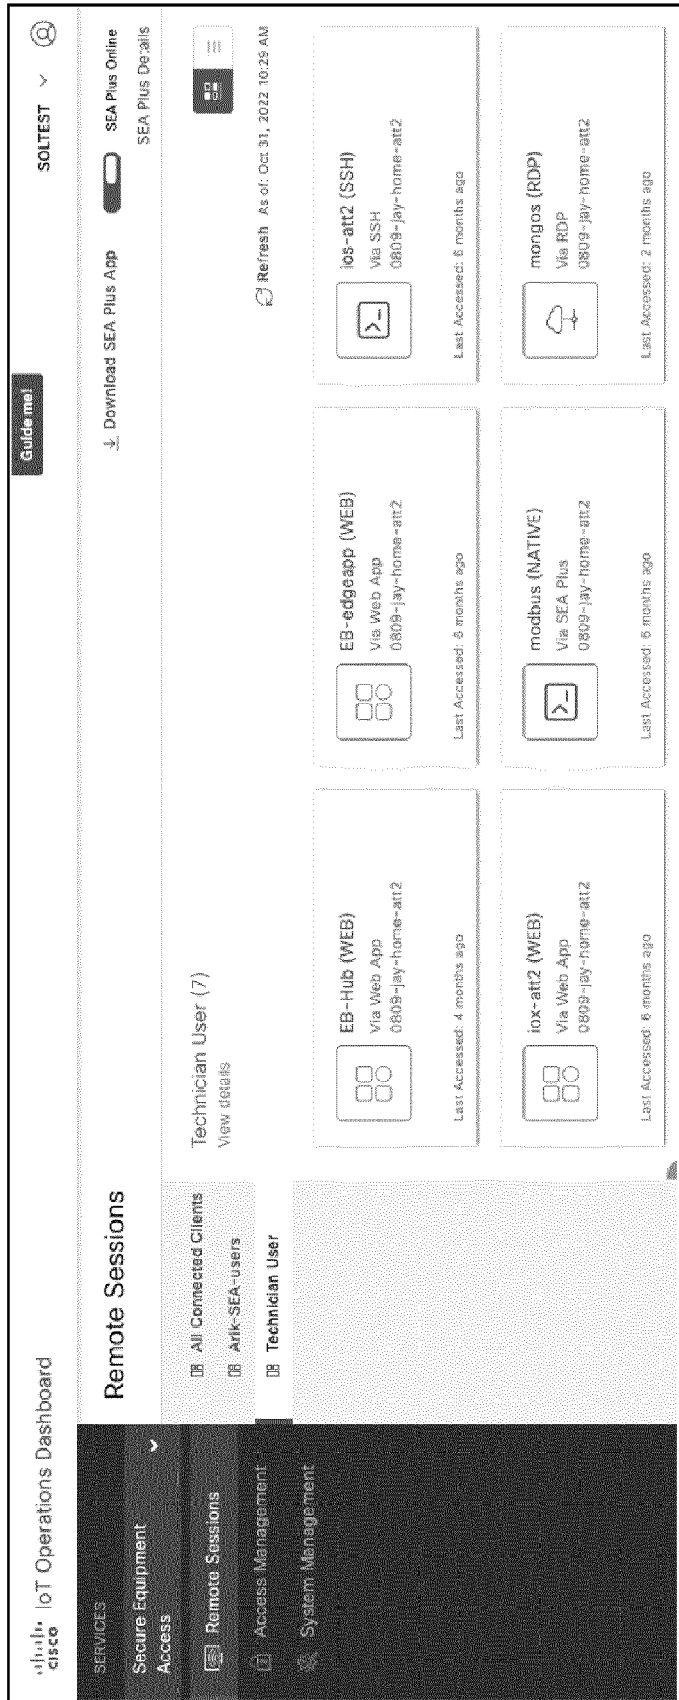 cisco
IoT Operations Dashboard
Guide me!
SOLTEST
SERVICES
Secure Equipment
Access
Remote Sessions
Access Management
System Management
Remote Sessions
Download SEA Plus App
SEA Plus Online
SEA Plus Details
All Connected Clients
Arik-SEA-users
Technician User
Technician User (7)
View details
Refresh As of: Oct 31, 2022 10:29 AM
EB-Hub (WEB)
Via Web App
0809-jay-home-att2
Last Accessed: 4 months ago
EB-edgeapp (WEB)
Via Web App
0809-jay-home-att2
Last Accessed: 6 months ago
ios-att2 (SSH)
Via SSH
0809-jay-home-att2
Last Accessed: 6 months ago
iox-att2 (WEB)
Via Web App
0809-jay-home-att2
Last Accessed: 6 months ago
modbus (NATIVE)
Via SEA Plus
0809-jay-home-att2
Last Accessed: 6 months ago
mongos (RDP)
Via RDP
0809-jay-home-att2
Last Accessed: 2 months ago